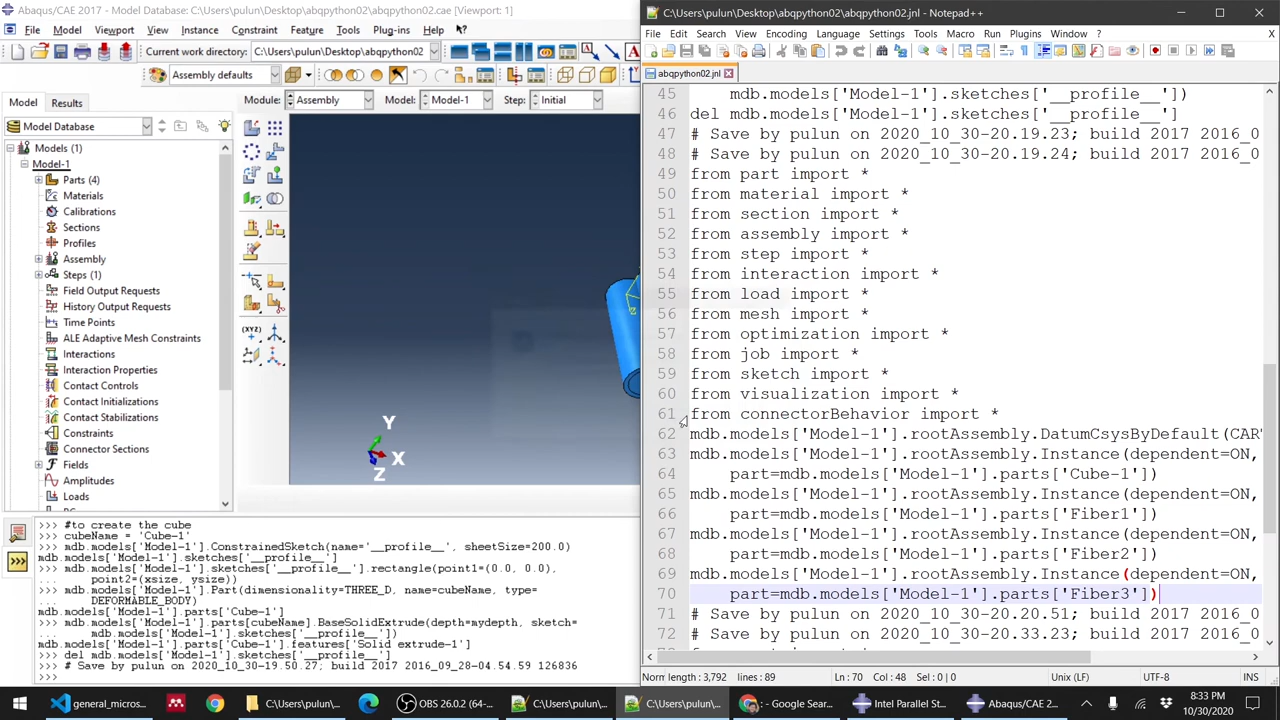 Abaqus/CAE 2017 - Model Database: C:\Users\pulun\Desktop\abqpython02\abqpython02.cae [Viewport: 1]
File Model Viewport View Instance Constraint Feature Tools Plug-ins Help
Current work directory: C:\Users\pulun\Desktop\abqpython02
Assembly defaults
Model Results
Module: Assembly Model: Model-1 Step: Initial
Model Database
Models (1)
Model-1
Parts (4)
Materials
Calibrations
Sections
Profiles
Assembly
Steps (1)
Field Output Requests
History Output Requests
Time Points
ALE Adaptive Mesh Constraints
Interactions
Interaction Properties
Contact Controls
Contact Initializations
Contact Stabilizations
Constraints
Connector Sections
Fields
Amplitudes
Loads
Y
X
Z
Z
>>> #to create the cube
>>> cubeName = 'Cube-1'
>>> mdb.models['Model-1'].ConstrainedSketch(name='__profile__', sheetSize=200.0)
mdb.models['Model-1'].sketches['__profile__']
>>> mdb.models['Model-1'].sketches['__profile__'].rectangle(point1=(0.0, 0.0),
... point2=(xsize, ysize))
>>> mdb.models['Model-1'].Part(dimensionality=THREE_D, name=cubeName, type=
... DEFORMABLE_BODY)
mdb.models['Model-1'].parts['Cube-1']
>>> mdb.models['Model-1'].parts[cubeName].BaseSolidExtrude(depth=mydepth, sketch=
... mdb.models['Model-1'].sketches['__profile__'])
mdb.models['Model-1'].parts['Cube-1'].features['Solid extrude-1']
>>> del mdb.models['Model-1'].sketches['__profile__']
>>> # Save by pulun on 2020_10_30-19.50.27; build 2017 2016_09_28-04.54.59 126836
>>>
C:\Users\pulun\Desktop\abqpython02\abqpython02.jnl - Notepad++
File Edit Search View Encoding Language Settings Tools Macro Run Plugins Window ? X
abqpython02.jnl
45 mdb.models['Model-1'].sketches['__profile__'])
46 del mdb.models['Model-1'].sketches['__profile__']
47 # Save by pulun on 2020_10_30-20.19.23; build 2017 2016_0
48 # Save by pulun on 2020_10_30-20.19.24; build 2017 2016_0
49 from part import *
50 from material import *
51 from section import *
52 from assembly import *
53 from step import *
54 from interaction import *
55 from load import *
56 from mesh import *
57 from optimization import *
58 from job import *
59 from sketch import *
60 from visualization import *
61 from connectorBehavior import *
62 mdb.models['Model-1'].rootAssembly.DatumCsysByDefault(CAR
63 mdb.models['Model-1'].rootAssembly.Instance(dependent=ON,
64 part=mdb.models['Model-1'].parts['Cube-1'])
65 mdb.models['Model-1'].rootAssembly.Instance(dependent=ON,
66 part=mdb.models['Model-1'].parts['Fiber1'])
67 mdb.models['Model-1'].rootAssembly.Instance(dependent=ON,
68 part=mdb.models['Model-1'].parts['Fiber2'])
69 mdb.models['Model-1'].rootAssembly.Instance(dependent=ON,
70 part=mdb.models['Model-1'].parts['Fiber3'])
71 # Save by pulun on 2020_10_30-20.20.51; build 2017 2016_0
72 # Save by pulun on 2020_10_30-20.33.23; build 2017 2016_0
Norm length : 3,792 lines : 89 Ln : 70 Col : 48 Sel : 0 | 0 Unix (LF) UTF-8 INS
general_micros... C:\Users\pulun\... OBS 26.0.2 (64-... C:\Users\pulun\... C:\Users\pulun\... : - Google Sear... Intel Parallel St... Abaqus/CAE 2... 8:33 PM
10/30/2020